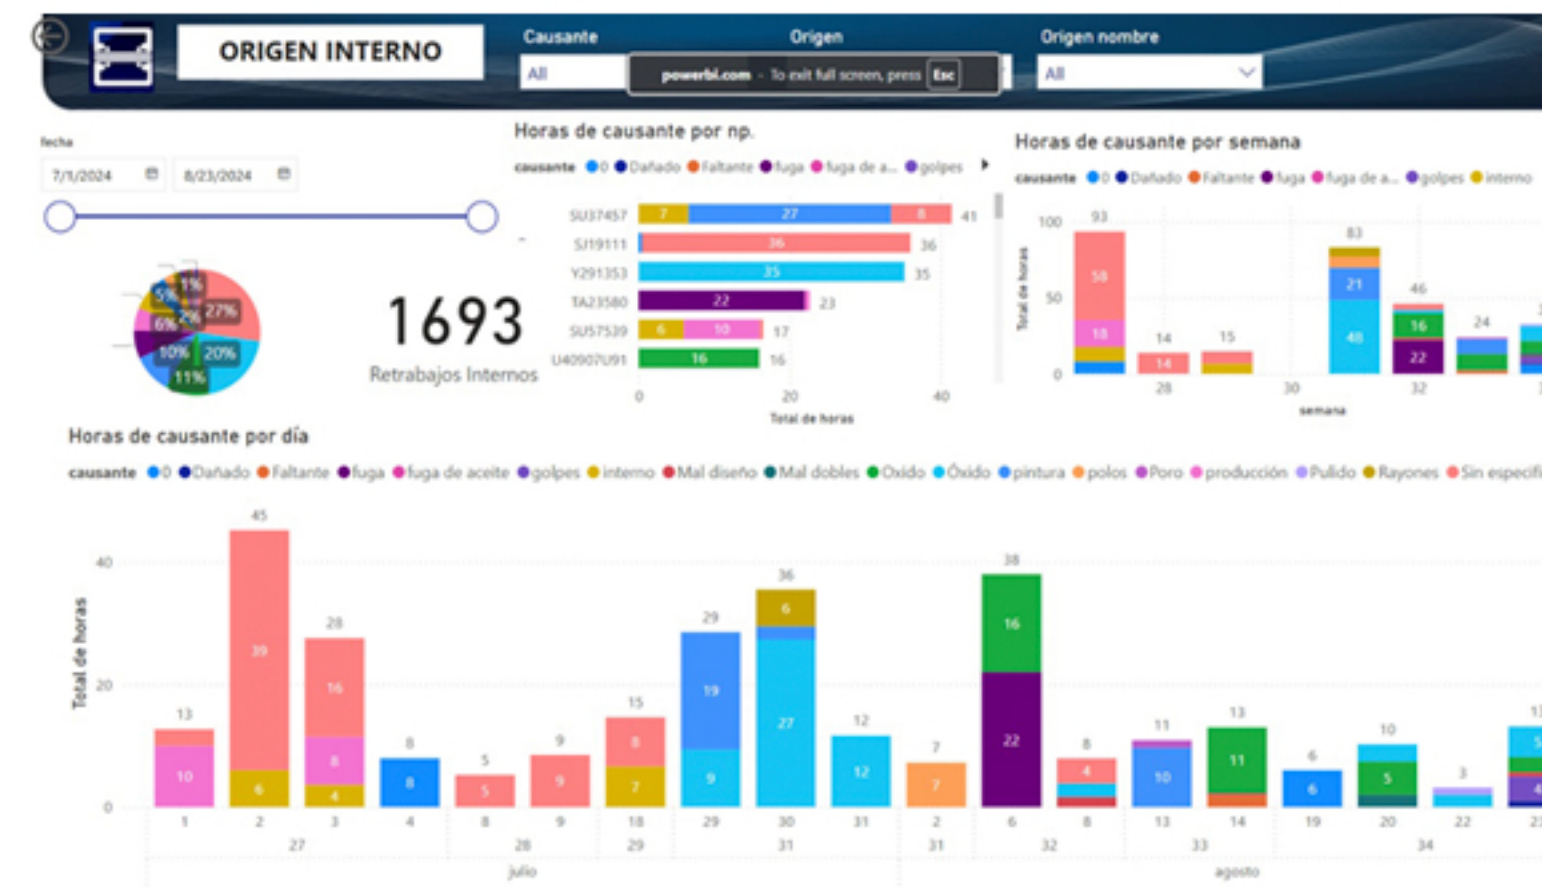 ORIGEN INTERNO
Causante
Origen
Origen nombre
All
powerbi.com - To exit full screen, press Esc
All
fecha
7/1/2024
8/23/2024
1%
5%
27%
2%
6%
10%
20%
11%
1693
Retrabajos Internos
Horas de causante por np.
causante 0 Dañado Faltante fuga fuga de a... golpes
SU37457 7 27 8 41
SJ19111 36 36
Y291353 35 35
TA23580 22 23
SU57539 6 10 17
U40907U91 16 16
0 20 40
Total de horas
Horas de causante por semana
causante 0 Dañado Faltante fuga fuga de a... golpes interno
Total de horas
100
50
0
93
58
18
14
14
15
83
21
48
46
16
22
24
28 30 32
semana
Horas de causante por día
causante 0 Dañado Faltante fuga fuga de aceite golpes interno Mal diseño Mal dobles Oxido Óxido pintura polos Poro producción Pulido Rayones Sin especifi
Total de horas
40
20
0
13
10
45
39
6
28
16
8
4
8
8
5
5
9
9
15
8
7
29
19
9
36
6
27
12
12
7
7
38
16
22
8
4
11
10
13
11
6
6
10
5
3
13
5
4
1 2 3 4 8 9 18 29 30 31 2 6 8 13 14 19 20 22 23
27 28 29 31 31 32 33 34
julio agosto